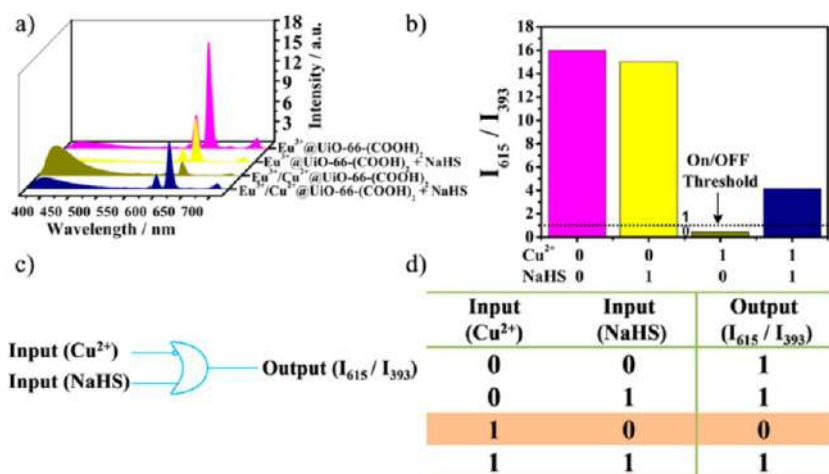 a)
18
15
12
9
6
3
Intensity / a.u.
Eu³⁺@UiO-66-(COOH)₂
Eu³⁺@UiO-66-(COOH)₂ + NaHS
Eu³⁺/Cu²⁺@UiO-66-(COOH)₂
Eu³⁺/Cu²⁺@UiO-66-(COOH)₂ + NaHS
400 450 500 550 600 650 700
Wavelength / nm
b)
18
16
14
12
10
8
6
4
2
0
I₆₁₅ / I₃₉₃
On/OFF
Threshold
1
0
Cu²⁺ 0 0 1 1
NaHS 0 1 0 1
c)
Input (Cu²⁺)
Input (NaHS)
Output (I₆₁₅ / I₃₉₃)
d)
Input Input Output
(Cu²⁺) (NaHS) (I₆₁₅ / I₃₉₃)
0 0 1
0 1 1
1 0 0
1 1 1